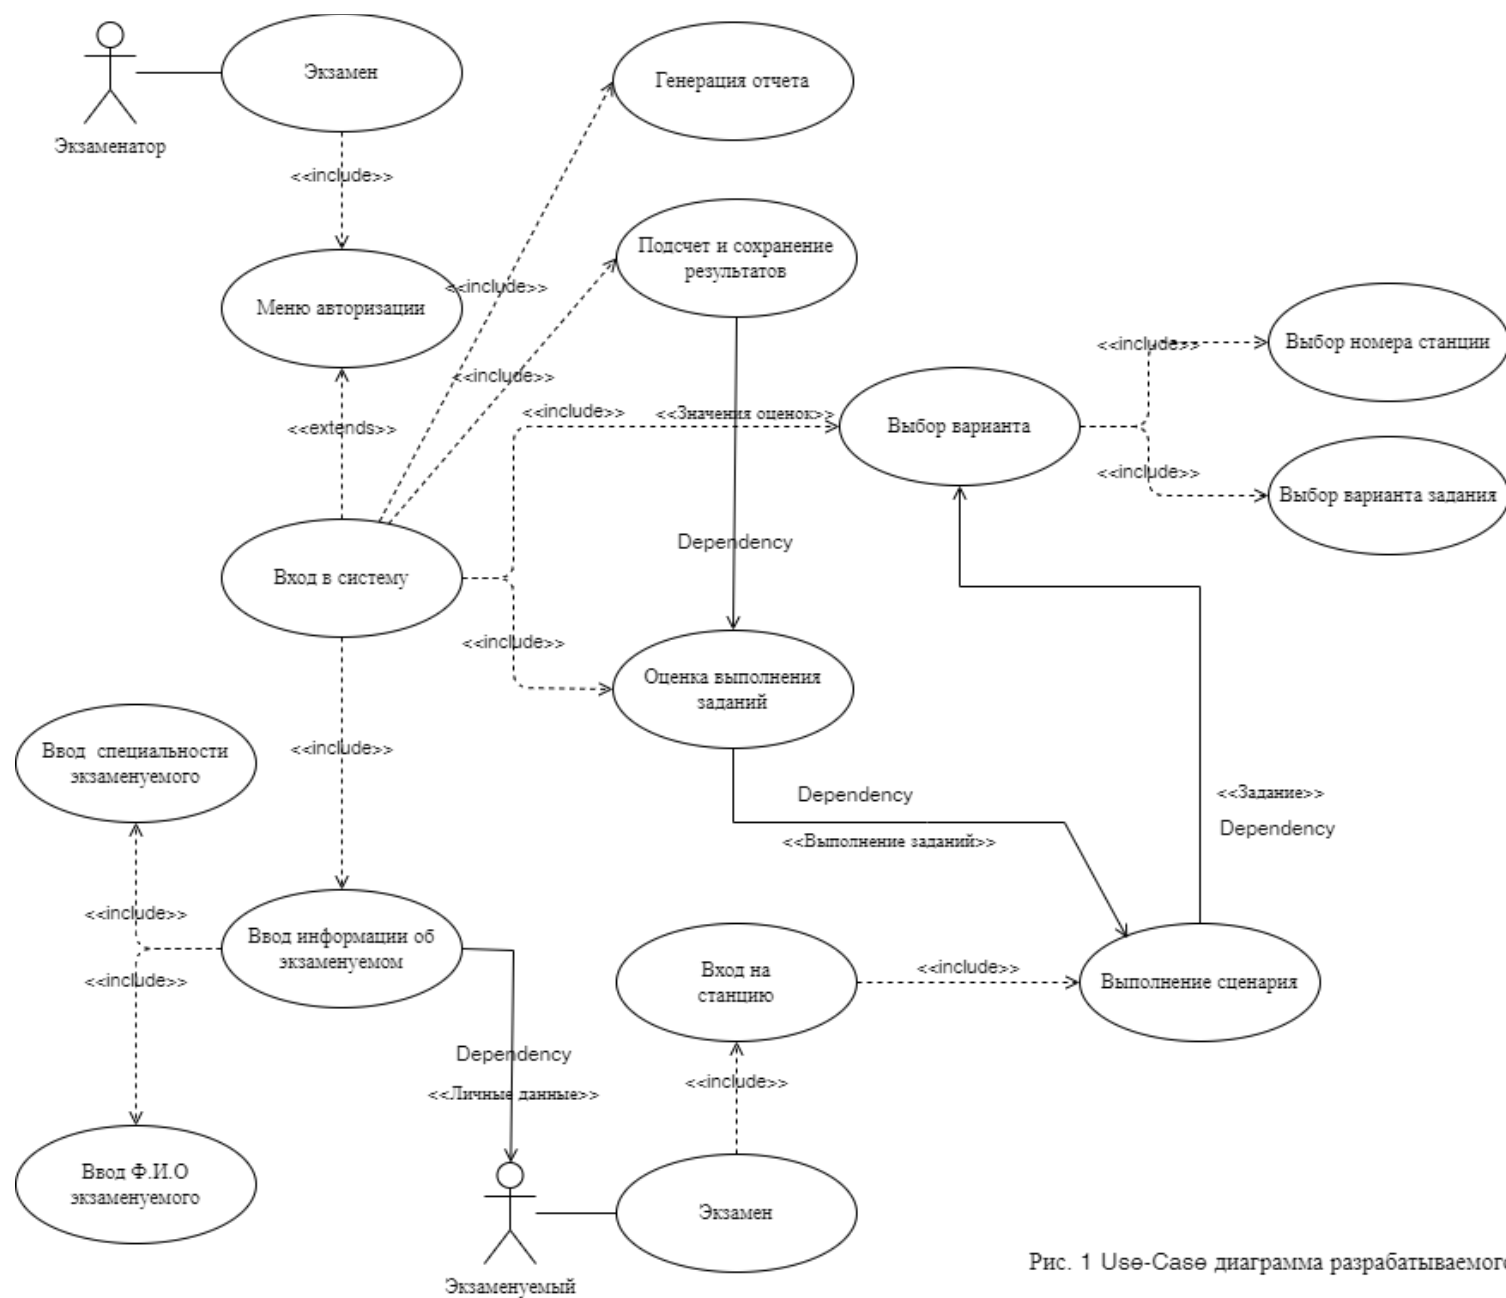 Экзамен
Генерация отчета
Экзаменатор
<<include>>
Подсчет и сохранение
результатов
Меню авторизации
<<include>>
<<include>>
<<extends>>
<<include>>
<<Значения оценок>>
Выбор варианта
<<include>>
Выбор номера станции
<<include>>
Выбор варианта задания
Dependency
Вход в систему
<<include>>
Оценка выполнения
заданий
Ввод  специальности
экзаменуемого
<<include>>
Dependency
<<Выполнение заданий>>
<<Задание>>
Dependency
<<include>>
Ввод информации об
экзаменуемом
<<include>>
Вход на
станцию
<<include>>
Выполнение сценария
Dependency
<<Личные данные>>
<<include>>
Ввод Ф.И.О
экзаменуемого
Экзамен
Экзаменуемый
Рис. 1 Use-Case диаграмма разрабатываемого